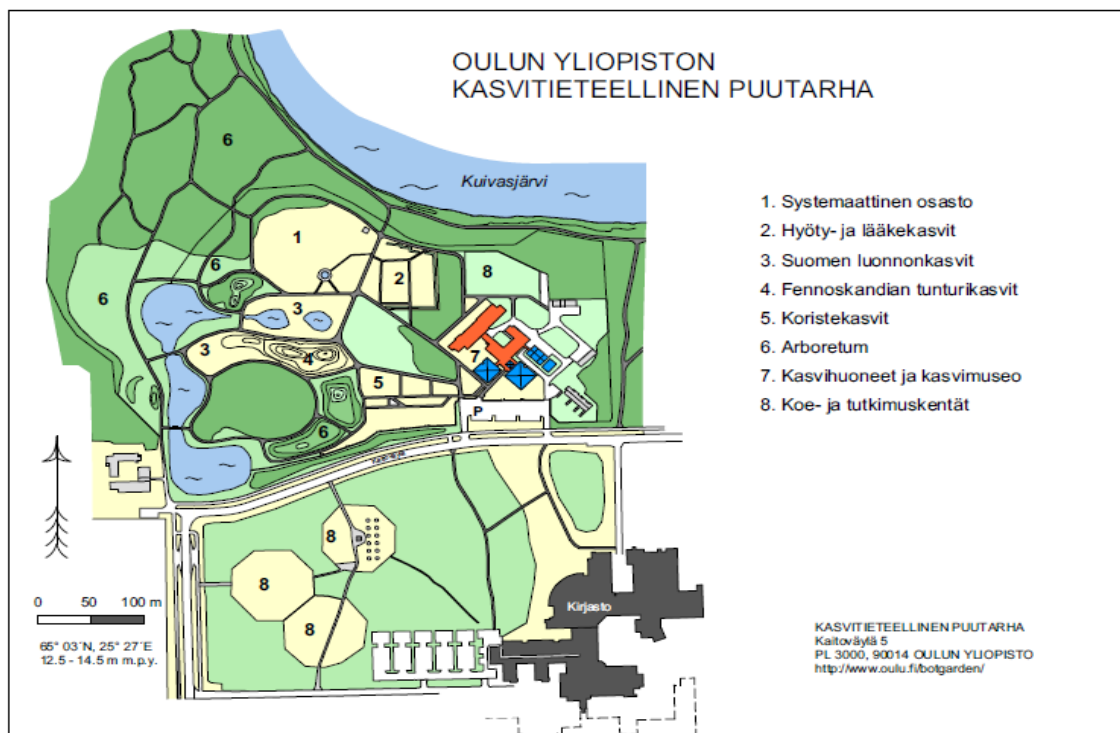 OULUN YLIOPISTON
KASVITIETEELLINEN PUUTARHA
Kuivasjärvi
1. Systemaattinen osasto
2. Hyöty- ja lääkekasvit
3. Suomen luonnonkasvit
4. Fennoskandian tunturikasvit
5. Koristekasvit
6. Arboretum
7. Kasvihuoneet ja kasvimuseo
8. Koe- ja tutkimuskentät
6
1
6
2
8
6
3
3
4
7
5
P
6
8
8
8
Kirjasto
0 50 100 m
65° 03´N, 25° 27´E
12.5 - 14.5 m m.p.y.
KASVITIETEELLINEN PUUTARHA
Kaitoväylä 5
PL 3000, 90014 OULUN YLIOPISTO
http://www.oulu.fi/botgarden/